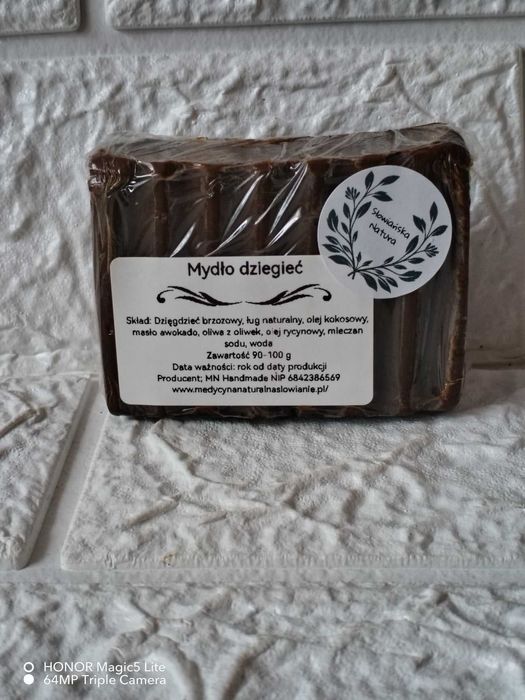 Słowiańska
Natura
Mydło dziegieć
Skład: Dzięgdzieć brzozowy, ług naturalny, olej kokosowy,
masło awokado, oliwa z oliwek, olej rycynowy, mleczan
sodu, woda
Zawartość 90-100 g
Data ważności: rok od daty produkcji
Producent; MN Handmade NIP 6842386569
www.medycynanaturalnaslowianie.pl/
HONOR Magic5 Lite
64MP Triple Camera